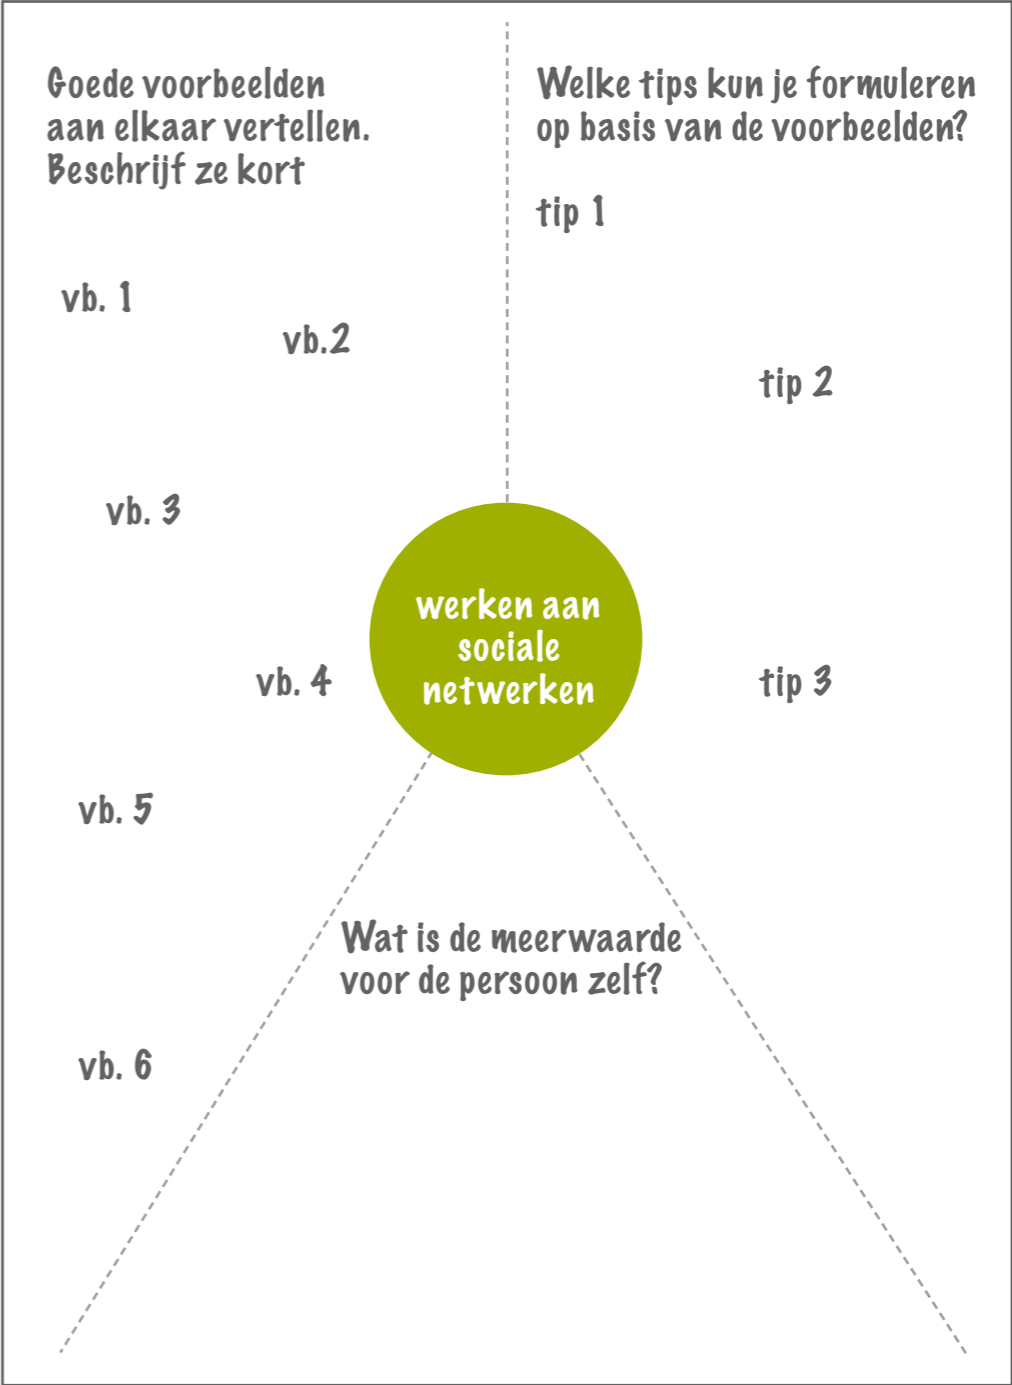 Goede voorbeelden
aan elkaar vertellen.
Beschrijf ze kort
vb. 1
vb.2
vb. 3
vb. 4
vb. 5
vb. 6
Welke tips kun je formuleren
op basis van de voorbeelden?
tip 1
tip 2
tip 3
werken aan
sociale
netwerken
Wat is de meerwaarde
voor de persoon zelf?